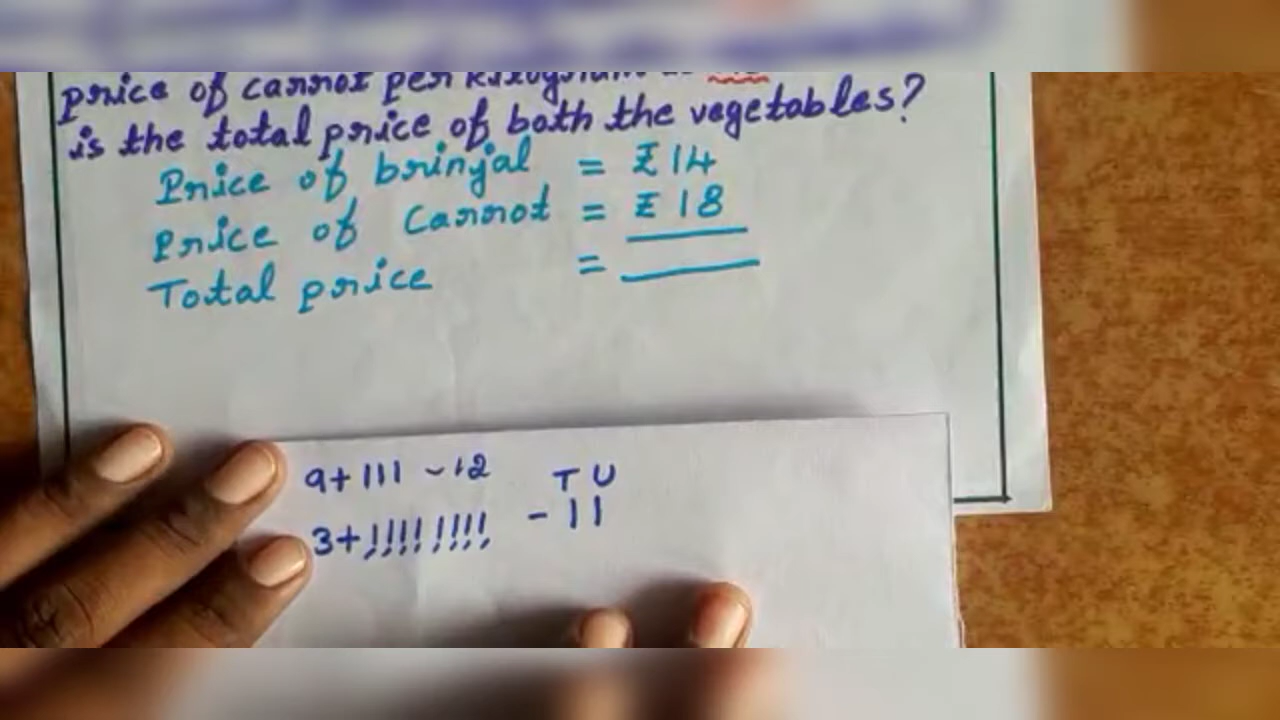 price of carrot per kilogram
is the total price of both the vegetables?
Price of brinjal = ₹ 14
Price of Carrot = ₹ 18
Total price =
9+111 -12
3+!!!!!!!! - 11
T U